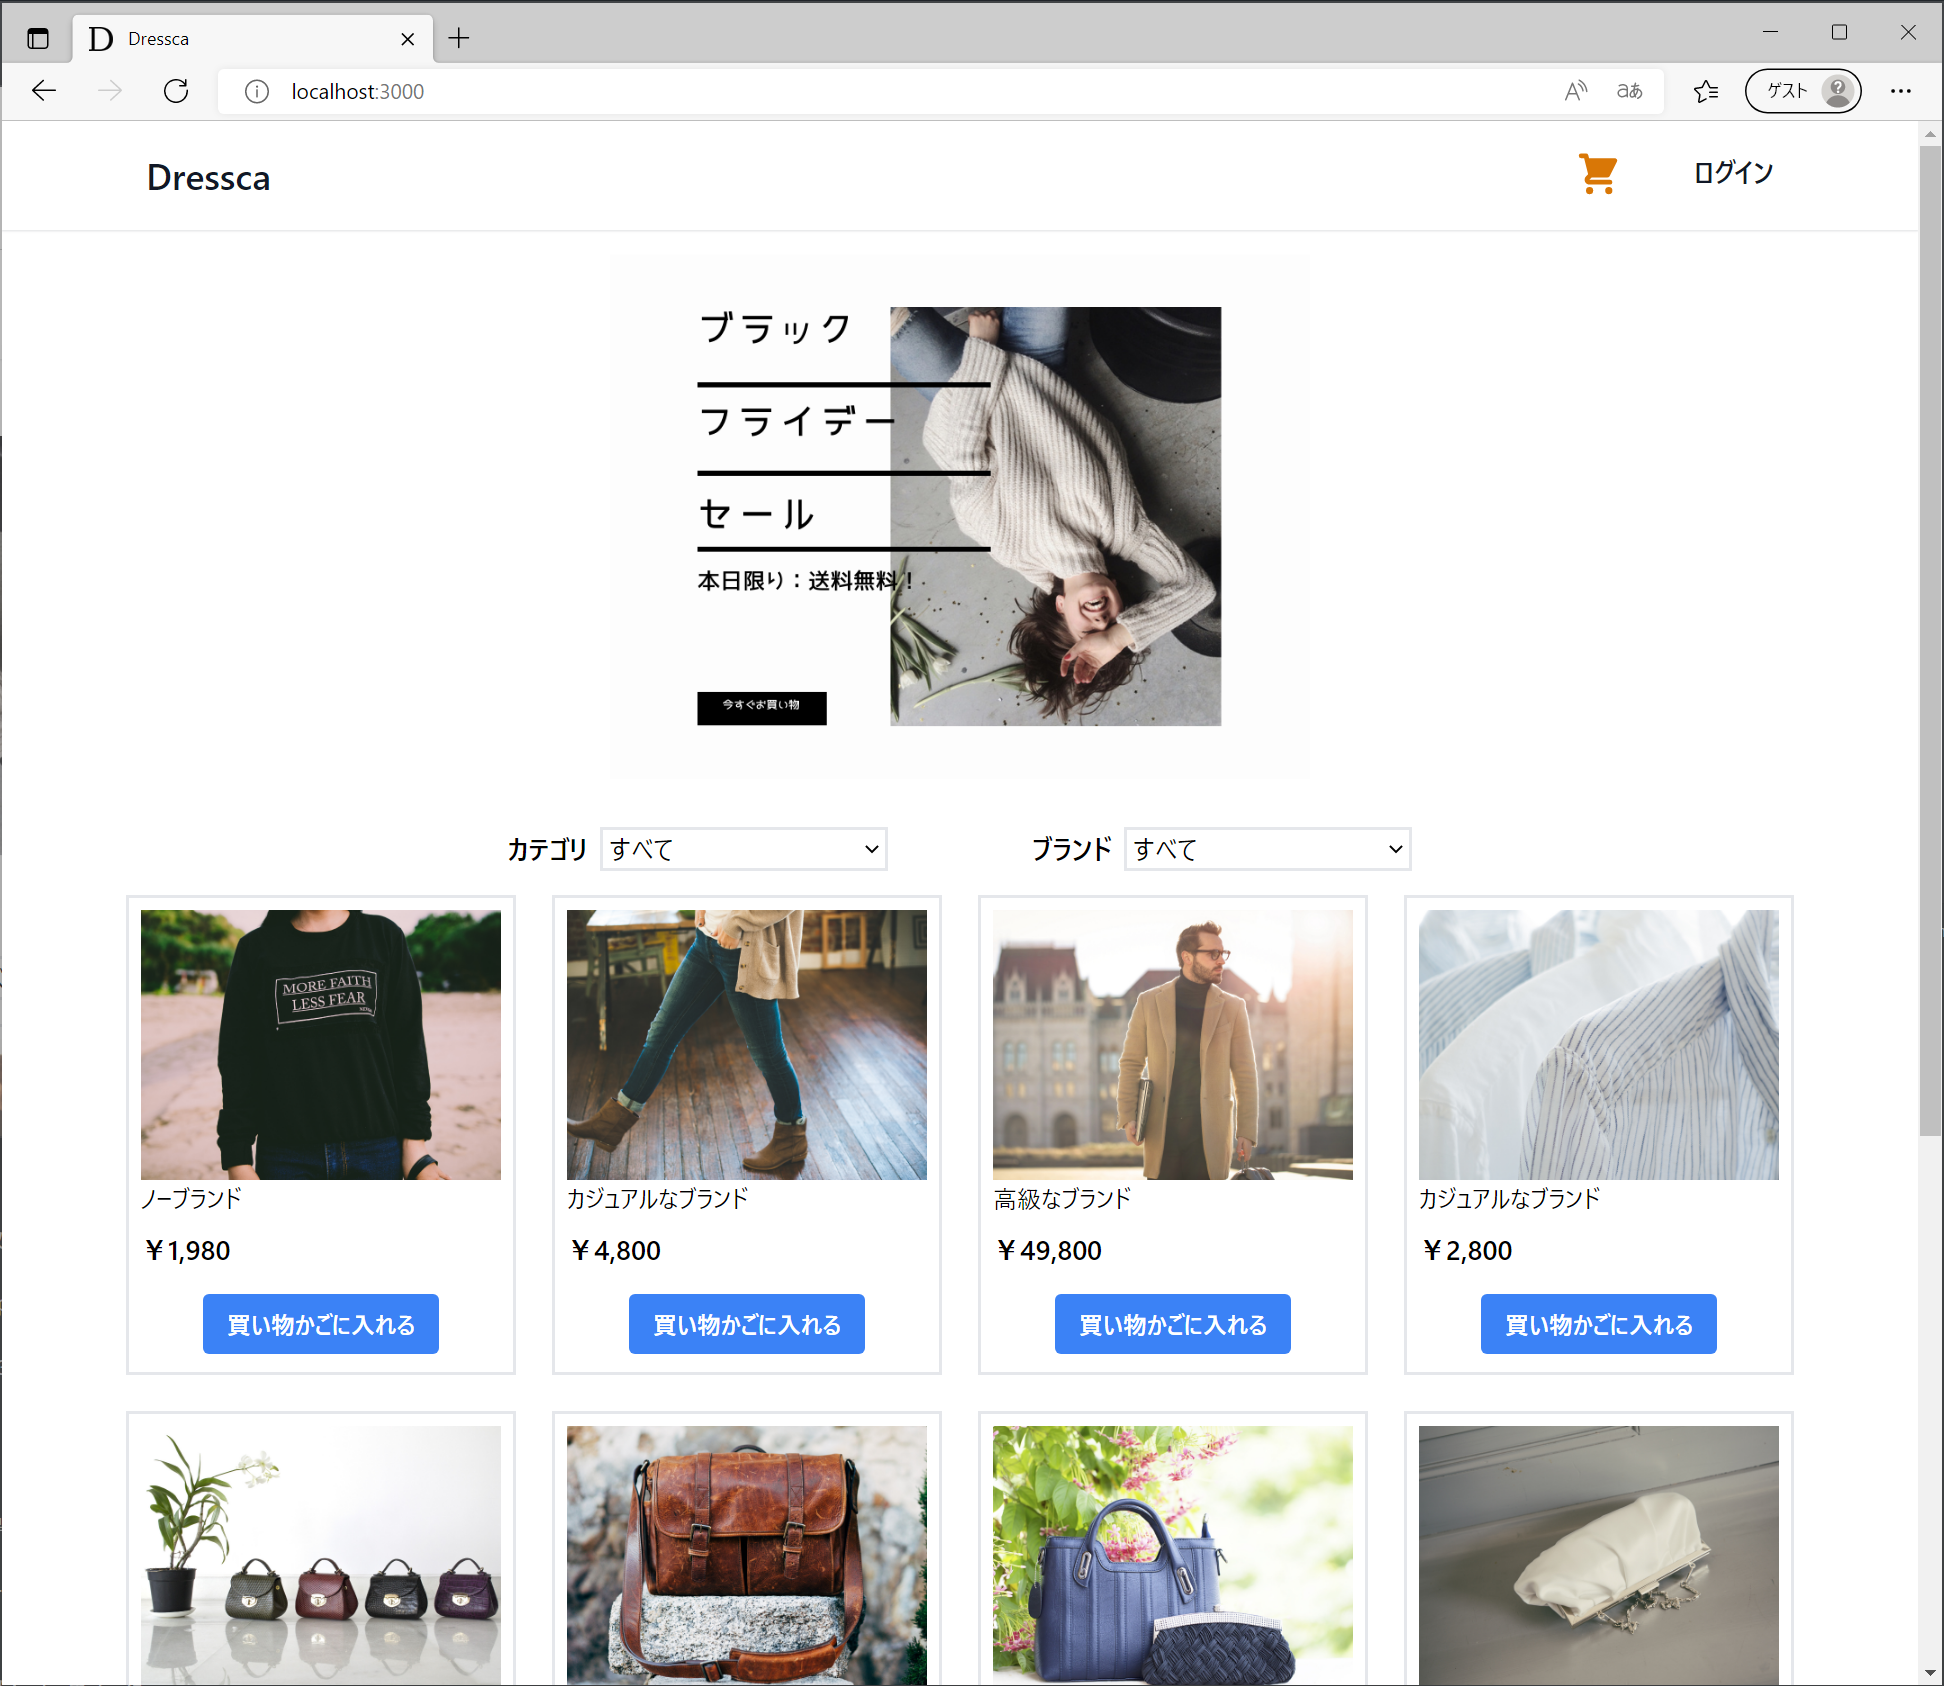 Dressca
localhost:3000
ゲスト
Dressca
ログイン
ブラック
フライデー
セール
本日限り：送料無料！
今すぐお買い物
カテゴリ すべて ブランド すべて
MORE FAITH
LESS FEAR
ノーブランド
￥1,980
買い物かごに入れる
カジュアルなブランド
￥4,800
買い物かごに入れる
高級なブランド
￥49,800
買い物かごに入れる
カジュアルなブランド
￥2,800
買い物かごに入れる